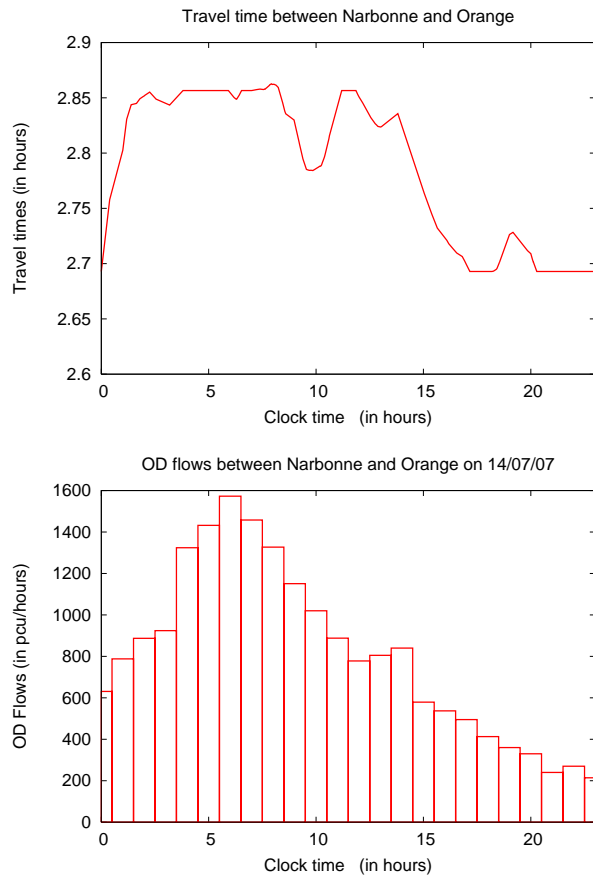 Travel time between Narbonne and Orange
2.9
2.85
2.8
2.75
2.7
2.65
2.6
Travel times (in hours)
0 5 10 15 20
Clock time (in hours)
OD flows between Narbonne and Orange on 14/07/07
1600
1400
1200
1000
800
600
400
200
0
OD Flows (in pcu/hours)
0 5 10 15 20
Clock time (in hours)